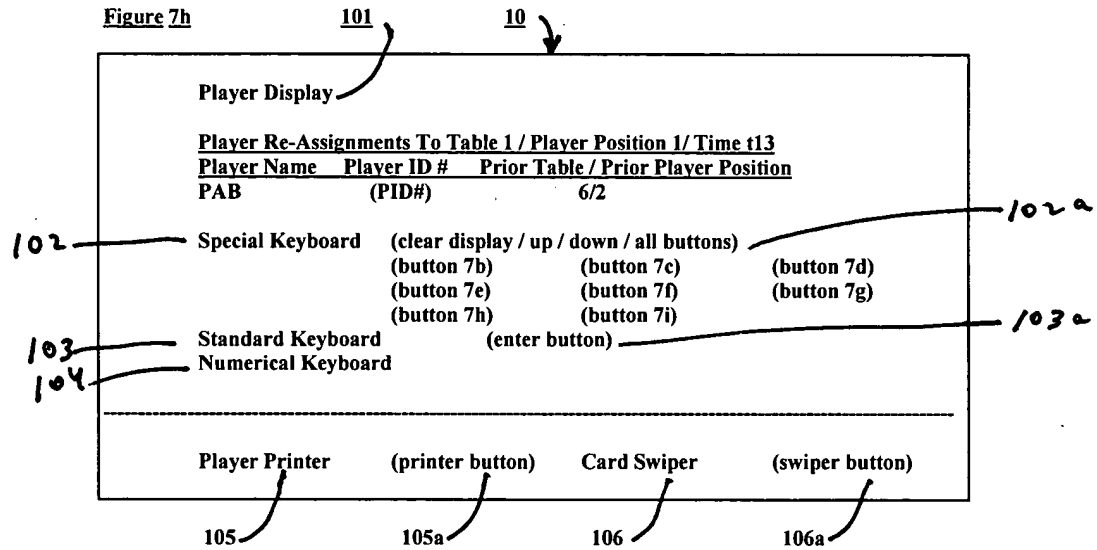 Figure 7h 101 10
Player Display
Player Re-Assignments To Table 1 / Player Position 1/ Time t13
Player Name Player ID # Prior Table / Prior Player Position
PAB (PID#) 6/2
102a
102 Special Keyboard (clear display / up / down / all buttons)
(button 7b) (button 7c) (button 7d)
(button 7e) (button 7f) (button 7g)
(button 7h) (button 7i)
103 Standard Keyboard (enter button) 103a
104 Numerical Keyboard
Player Printer (printer button) Card Swiper (swiper button)
105 105a 106 106a